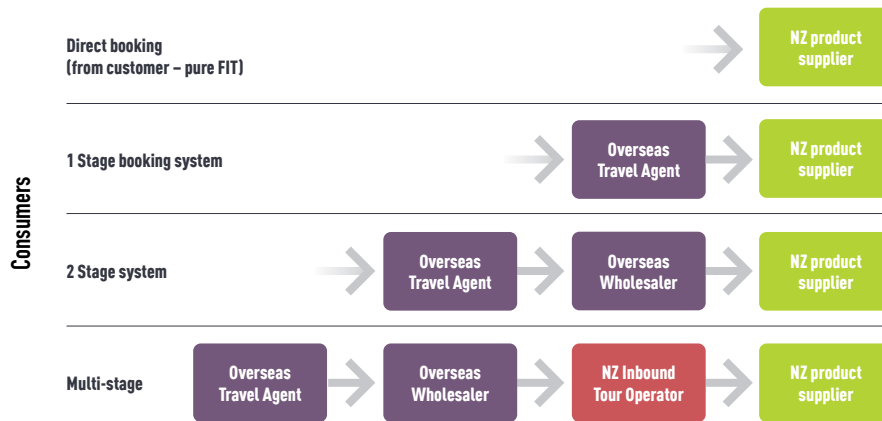 Consumers
Direct booking
(from customer – pure FIT)
NZ product
supplier
1 Stage booking system
Overseas
Travel Agent
NZ product
supplier
2 Stage system
Overseas
Travel Agent
Overseas
Wholesaler
NZ product
supplier
Multi-stage
Overseas
Travel Agent
Overseas
Wholesaler
NZ Inbound
Tour Operator
NZ product
supplier